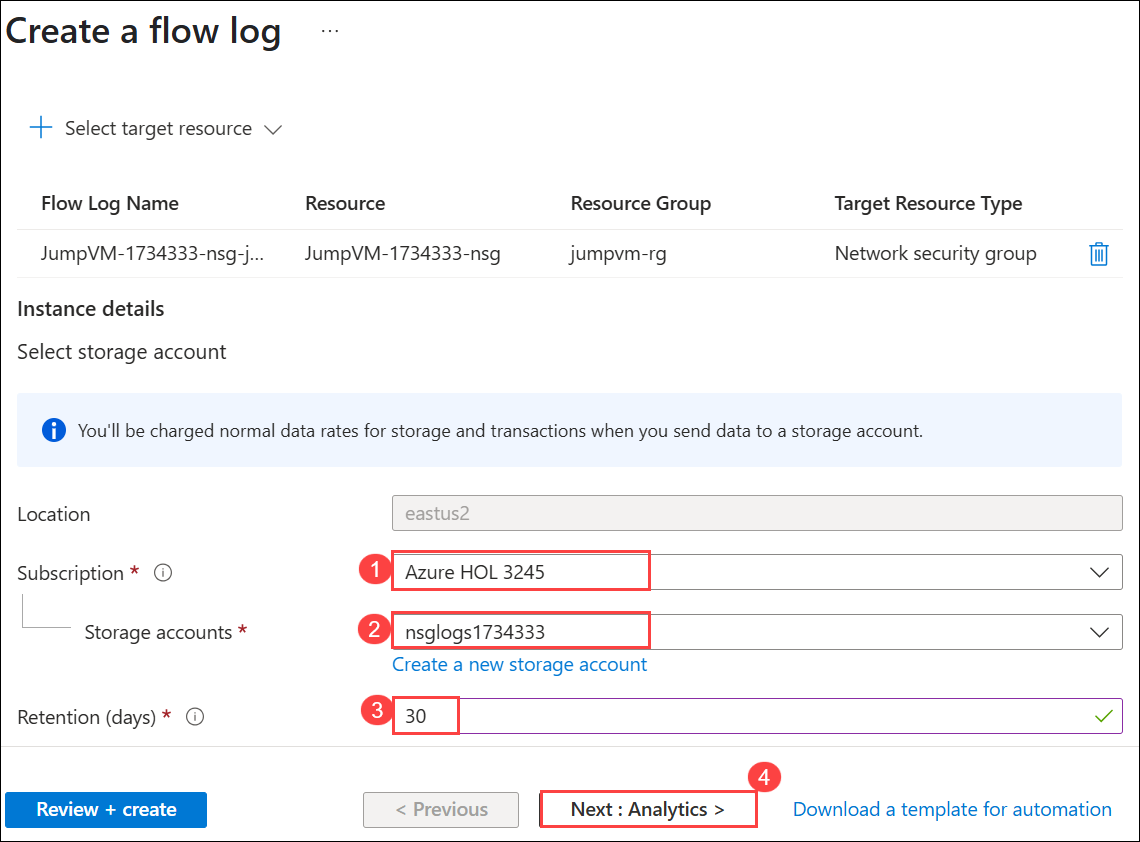 Create a flow log ...
Select target resource
Flow Log Name Resource Resource Group Target Resource Type
JumpVM-1734333-nsg-j... JumpVM-1734333-nsg jumpvm-rg Network security group
Instance details
Select storage account
You'll be charged normal data rates for storage and transactions when you send data to a storage account.
Location eastus2
Subscription * 1 Azure HOL 3245
Storage accounts * 2 nsglogs1734333
Create a new storage account
Retention (days) * 3 30
4
Review + create < Previous Next : Analytics > Download a template for automation